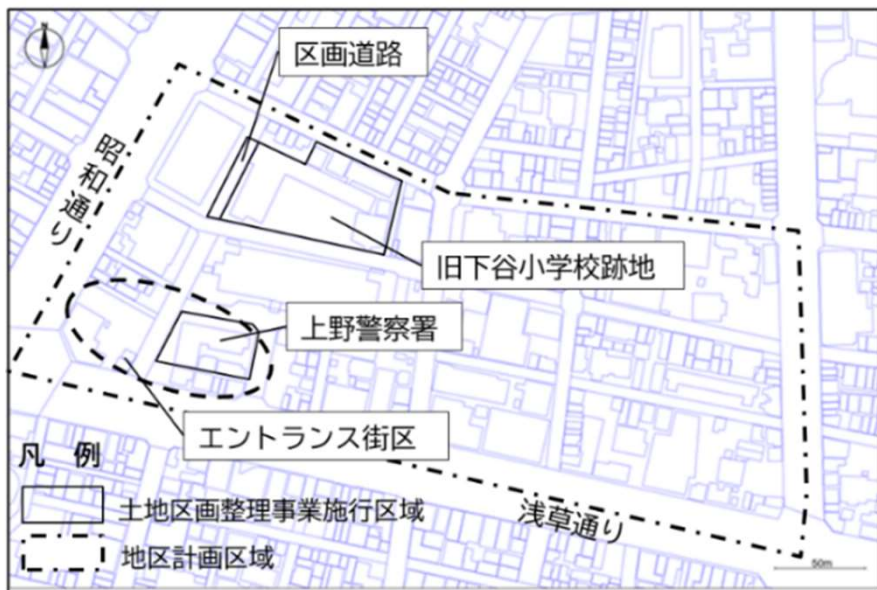 区画道路
昭和通り
旧下谷小学校跡地
上野警察署
エントランス街区
凡 例
土地区画整理事業施行区域
地区計画区域
浅草通り
50m